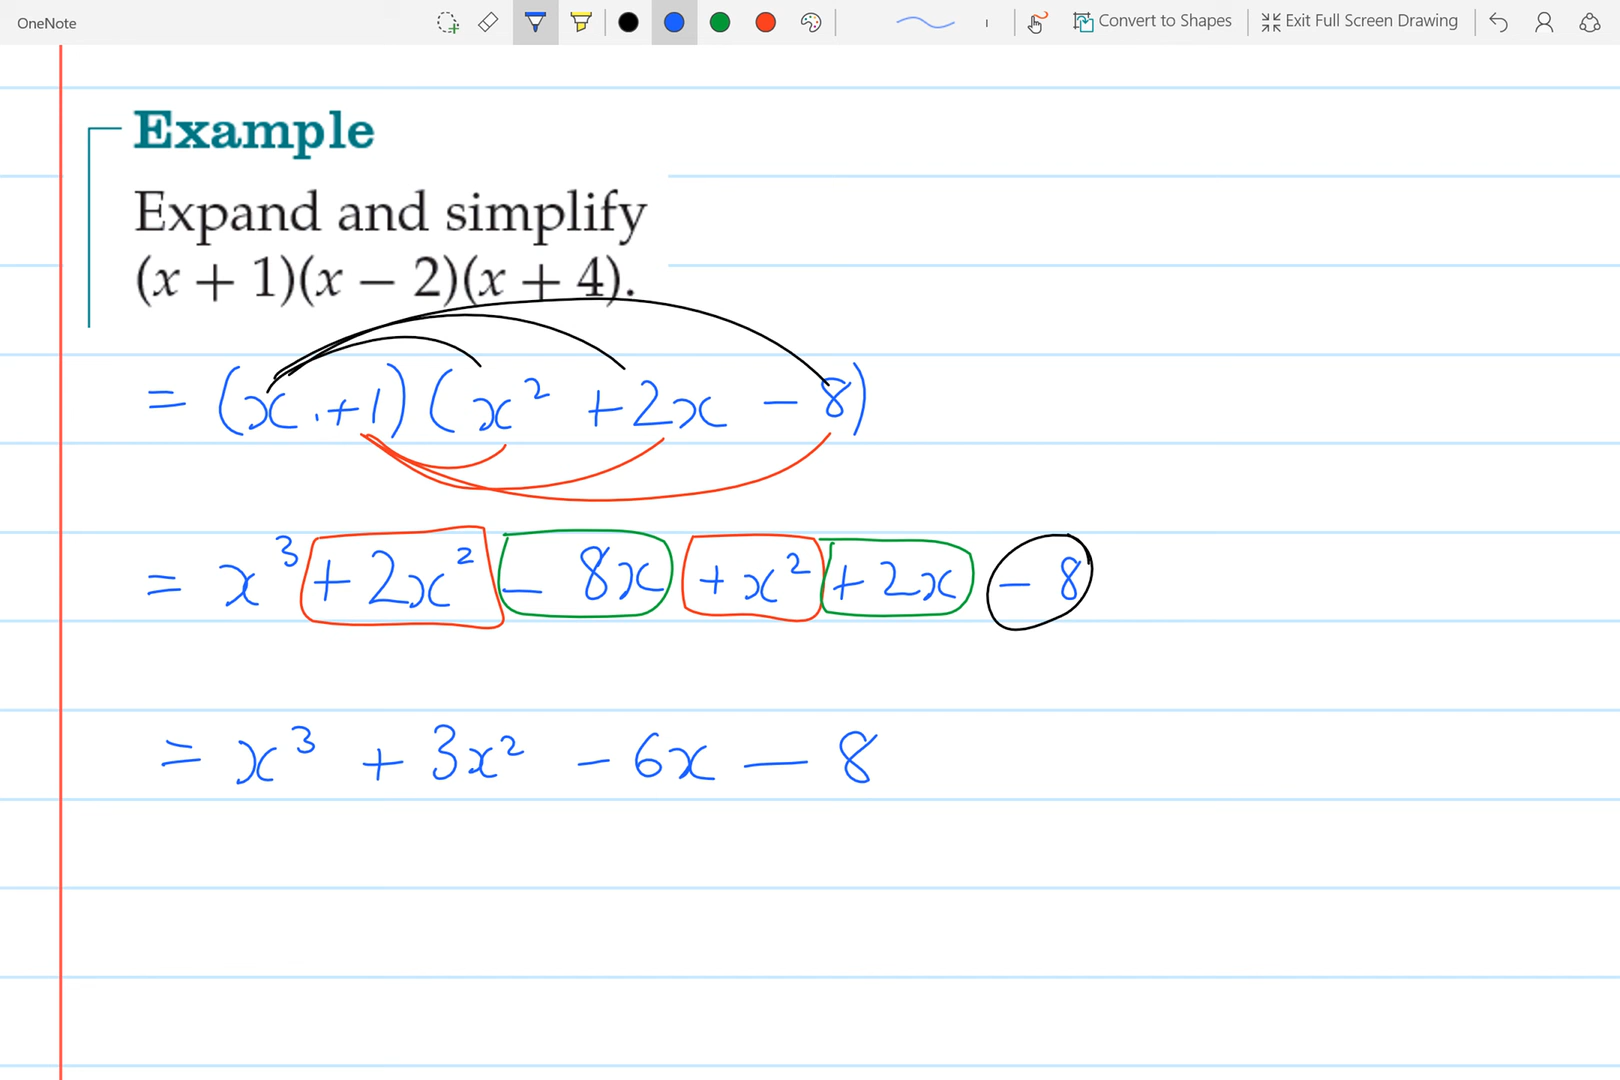 OneNote
Convert to Shapes
Exit Full Screen Drawing
Example
Expand and simplify
(x + 1)(x − 2)(x + 4).
= (x + 1)(x² + 2x − 8)
= x³ + 2x² − 8x + x² + 2x − 8
= x³ + 3x² − 6x − 8